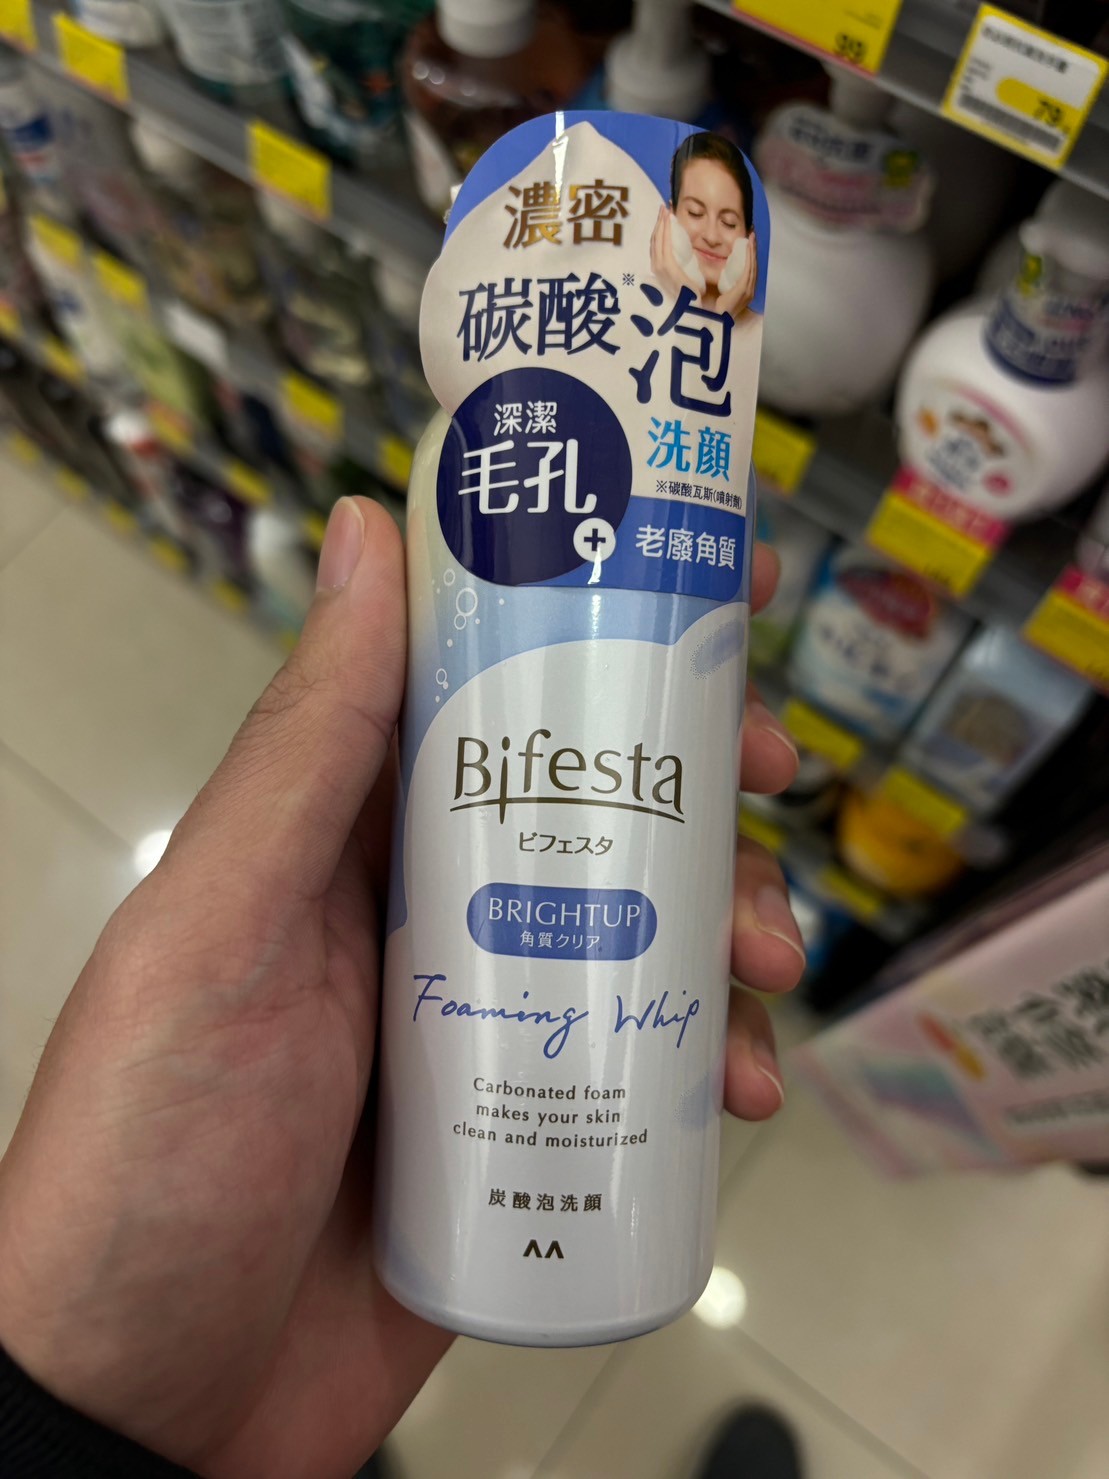 濃密
碳酸※泡
洗顔
※碳酸瓦斯(噴射劑)
深潔
毛孔
+
老廢角質
Bifesta
ビフェスタ
BRIGHTUP
角質クリア
Foaming Whip
Carbonated foam
makes your skin
clean and moisturized
炭酸泡洗顔
79